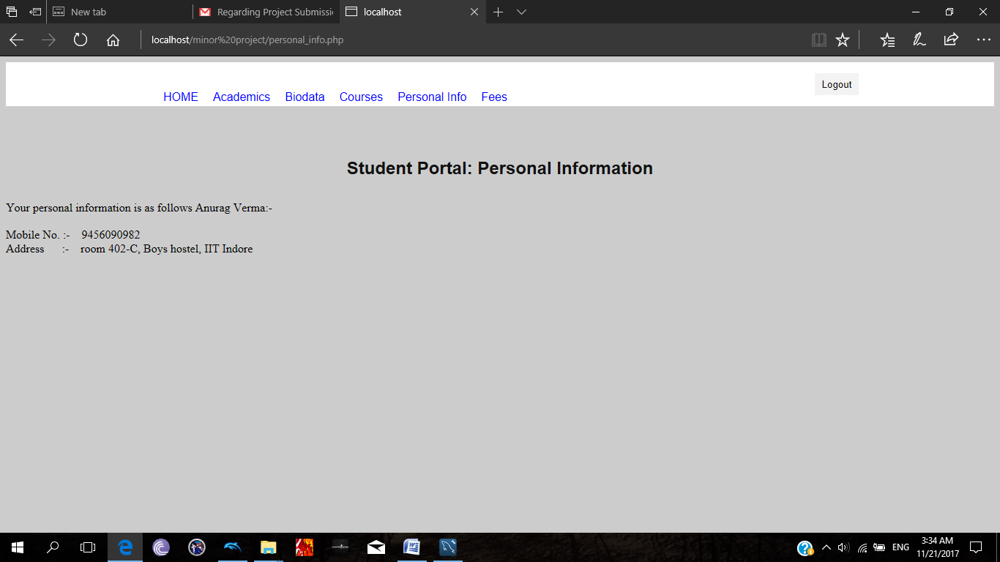 New tab
Regarding Project Submissi
localhost
localhost/minor%20project/personal_info.php
Logout
HOME Academics Biodata Courses Personal Info Fees
Student Portal: Personal Information
Your personal information is as follows Anurag Verma:-
Mobile No. :- 9456090982
Address :- room 402-C, Boys hostel, IIT Indore
ENG
3:34 AM
11/21/2017